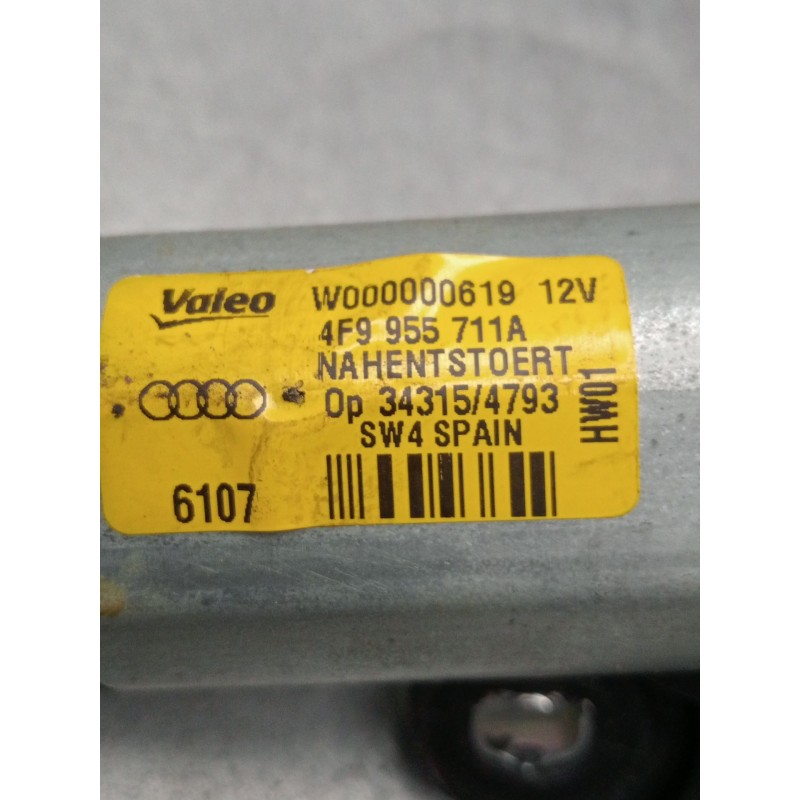 Valeo W000000619 12V
4F9 955 711A
NAHENTSTOERT
Op 34315/4793
SW4 SPAIN
6107
HW01